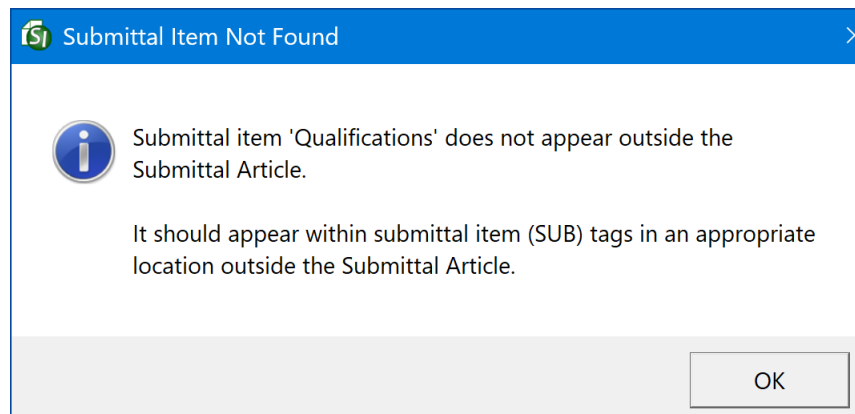 SI Submittal Item Not Found
Submittal item 'Qualifications' does not appear outside the
Submittal Article.
It should appear within submittal item (SUB) tags in an appropriate
location outside the Submittal Article.
OK